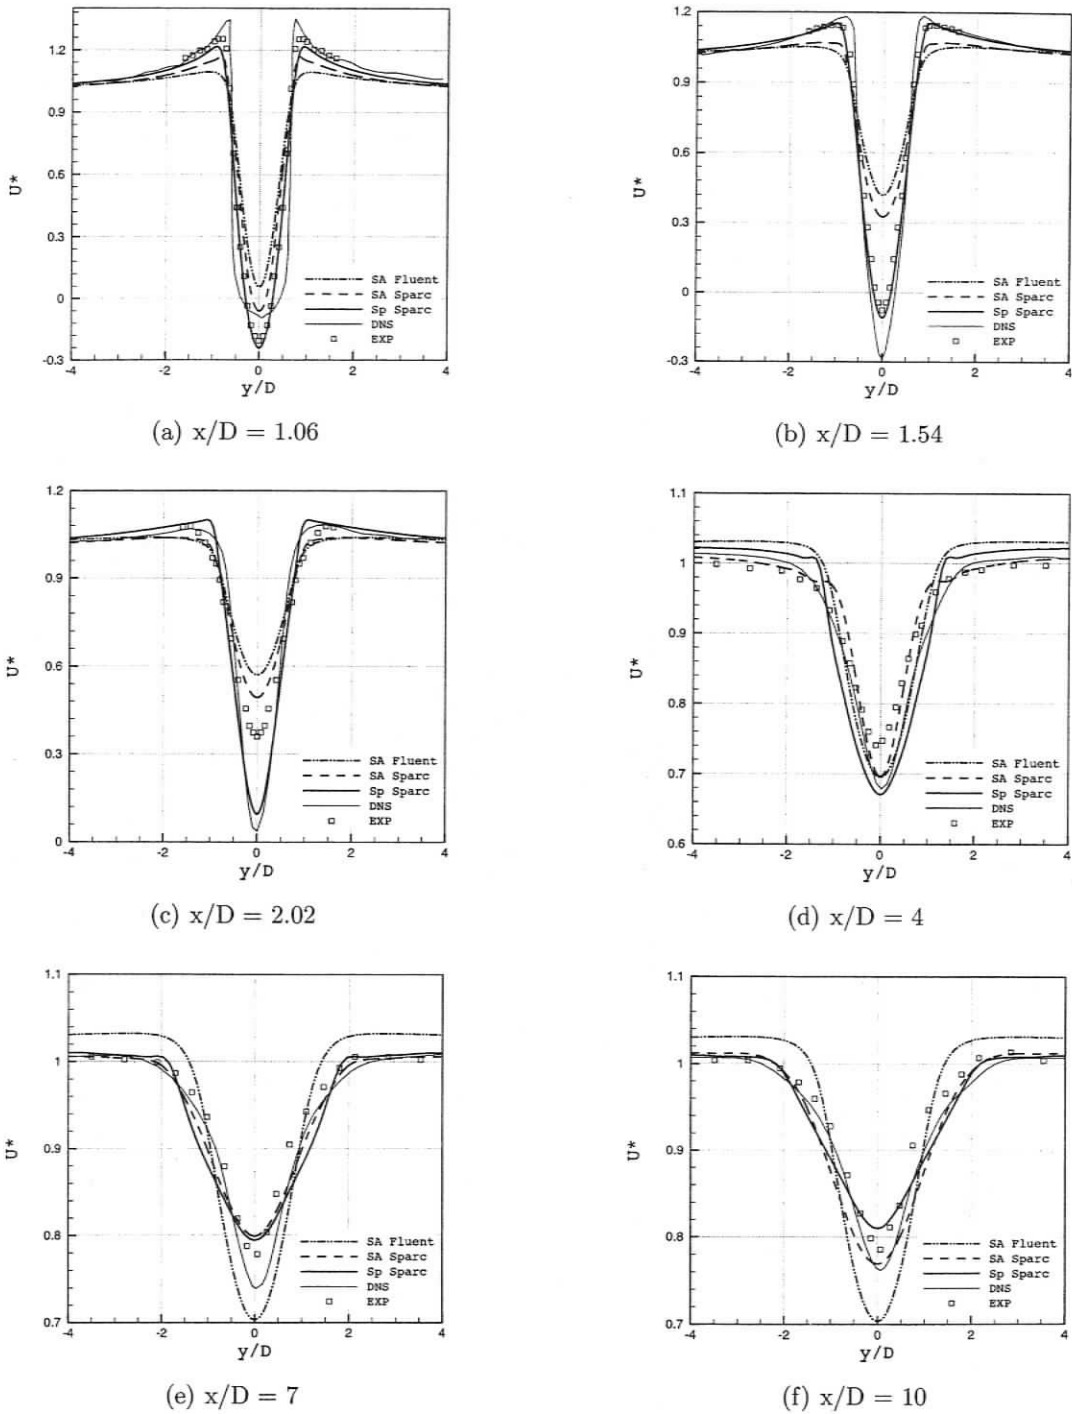 1.2
0.9
0.6
0.3
0
-0.3
U*
-4 -2 0 2 4
y/D
SA Fluent
SA Sparc
Sp Sparc
DNS
EXP
(a) x/D = 1.06
1.2
0.9
0.6
0.3
0
-0.3
U*
-4 -2 0 2 4
y/D
SA Fluent
SA Sparc
Sp Sparc
DNS
EXP
(b) x/D = 1.54
1.2
0.9
0.6
0.3
0
U*
-4 -2 0 2 4
y/D
SA Fluent
SA Sparc
Sp Sparc
DNS
EXP
(c) x/D = 2.02
1.1
1
0.9
0.8
0.7
0.6
U*
-4 -2 0 2 4
y/D
SA Fluent
SA Sparc
Sp Sparc
DNS
EXP
(d) x/D = 4
1.1
1
0.9
0.8
0.7
U*
-4 -2 0 2 4
y/D
SA Fluent
SA Sparc
Sp Sparc
DNS
EXP
(e) x/D = 7
1.1
1
0.9
0.8
0.7
U*
-4 -2 0 2 4
y/D
SA Fluent
SA Sparc
Sp Sparc
DNS
EXP
(f) x/D = 10